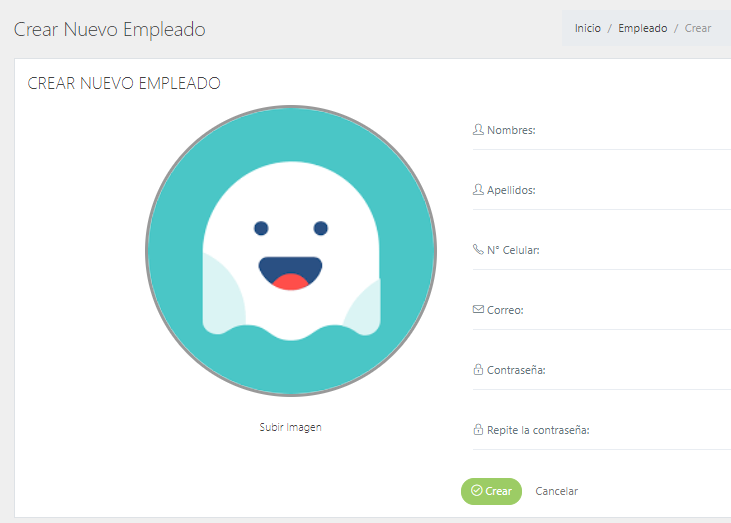 Crear Nuevo Empleado
Inicio / Empleado / Crear
CREAR NUEVO EMPLEADO
Nombres:
Apellidos:
N° Celular:
Correo:
Contraseña:
Repite la contraseña:
Subir Imagen
Crear
Cancelar